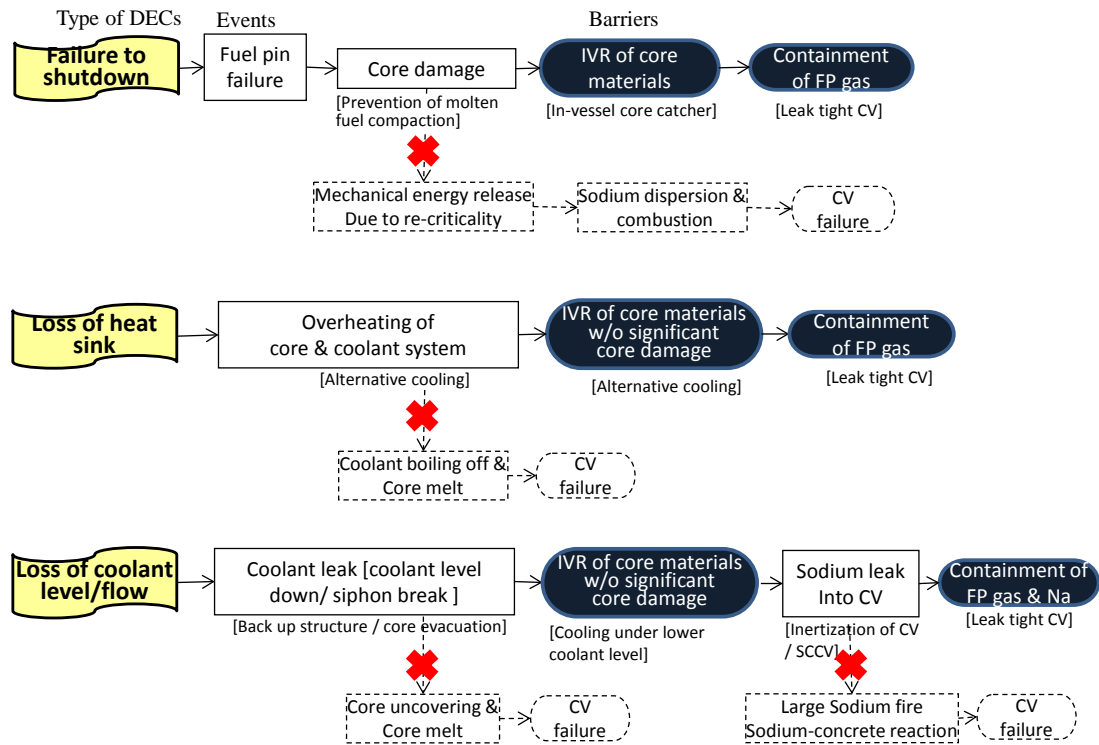 Type of DECs
Events
Barriers
Failure to
shutdown
Fuel pin
failure
Core damage
IVR of core
materials
Containment
of FP gas
[Prevention of molten
fuel compaction]
[In-vessel core catcher]
[Leak tight CV]
Mechanical energy release
Due to re-criticality
Sodium dispersion &
combustion
CV
failure
Loss of heat
sink
Overheating of
core & coolant system
IVR of core materials
w/o significant
core damage
Containment
of FP gas
[Alternative cooling]
[Alternative cooling]
[Leak tight CV]
Coolant boiling off &
Core melt
CV
failure
Loss of coolant
level/flow
Coolant leak [coolant level
down/ siphon break ]
IVR of core materials
w/o significant
core damage
Sodium leak
Into CV
Containment of
FP gas & Na
[Back up structure / core evacuation]
[Cooling under lower
coolant level]
[Inertization of CV
/ SCCV]
[Leak tight CV]
Core uncovering &
Core melt
CV
failure
Large Sodium fire
Sodium-concrete reaction
CV
failure